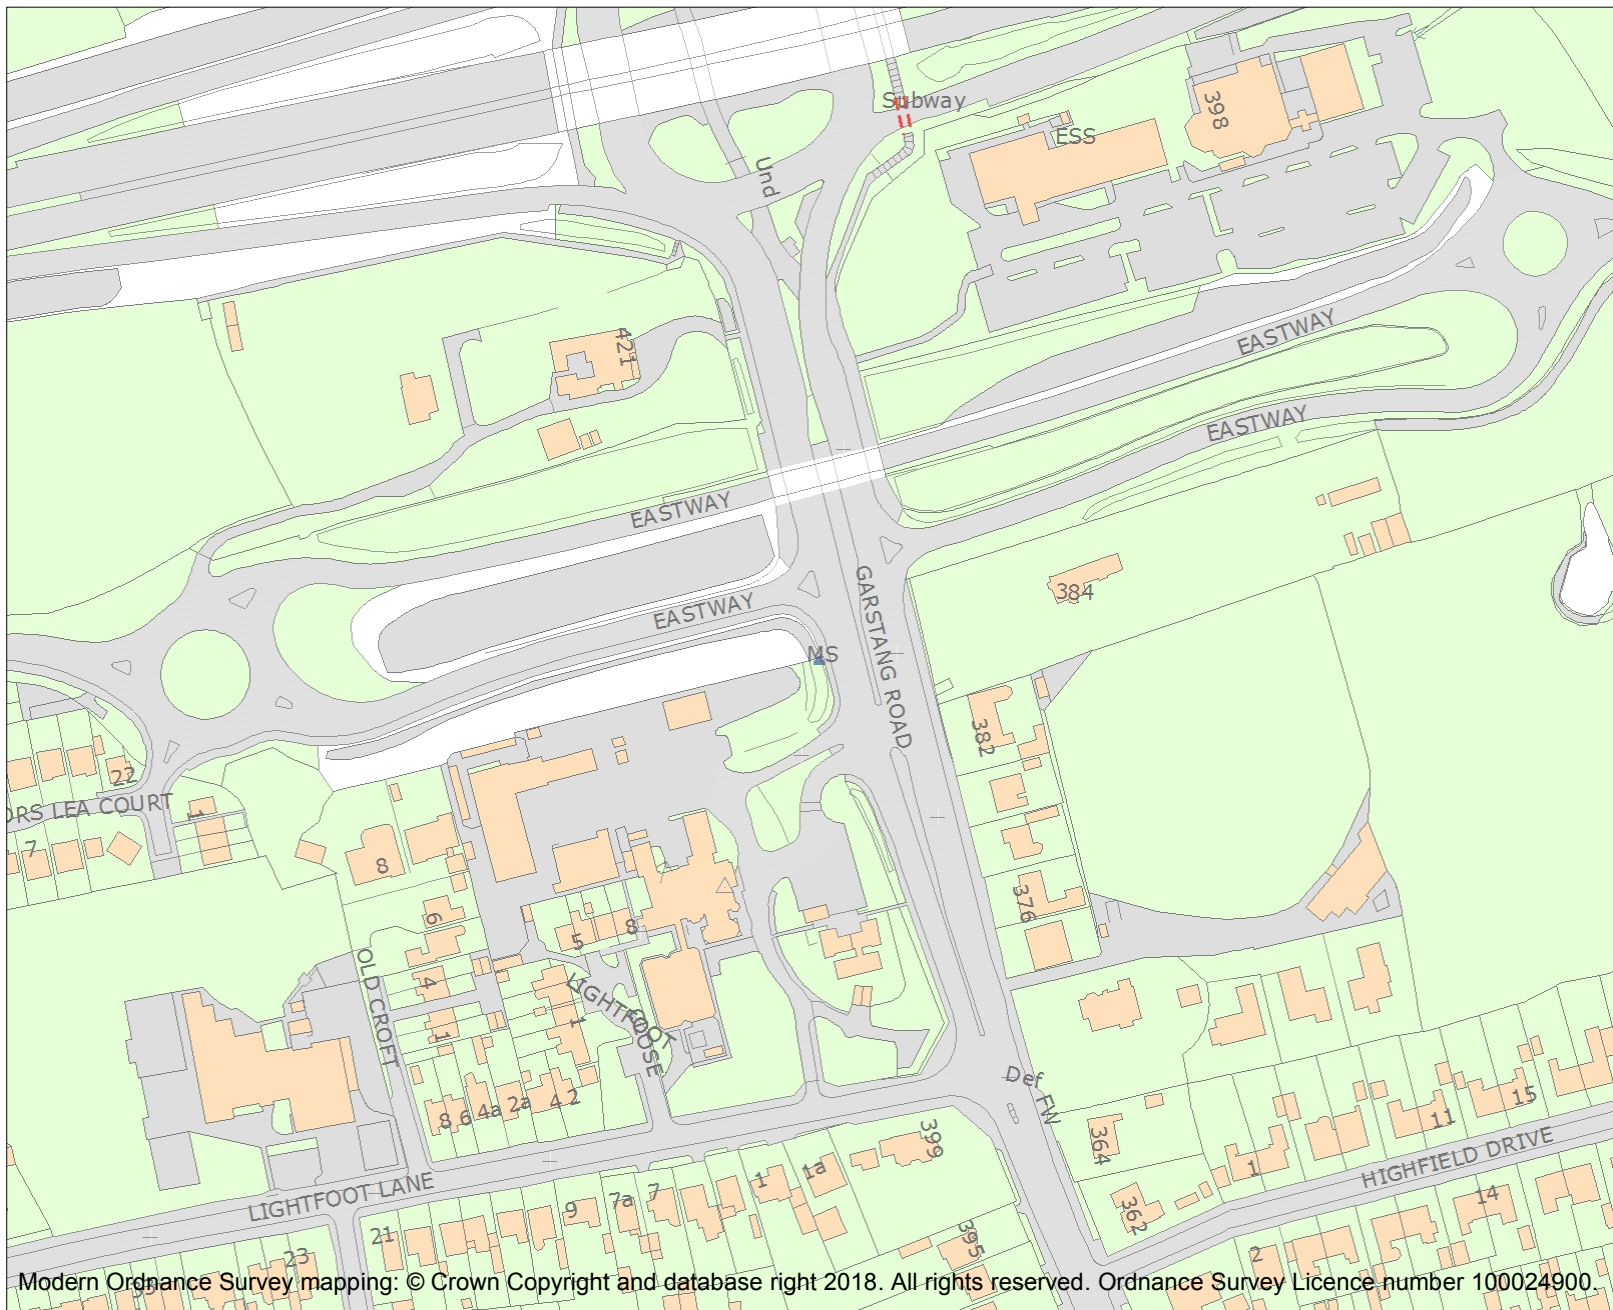 Subway
398
ESS
Und
421
EASTWAY
EASTWAY
EASTWAY
EASTWAY
384
GARSTANG ROAD
MS
382
22
ORS LEA COURT
1
7
8
376
6
5
8
4
OLD CROFT
LIGHTFOOT
CLOSE
1
1
Def
FW
8 6 4a 2a 4 2
399
364
11
15
1
HIGHFIELD DRIVE
LIGHTFOOT LANE
1
1a
7
7a
9
362
14
21
395
23
2
33
Modern Ordnance Survey mapping: © Crown Copyright and database right 2018. All rights reserved. Ordnance Survey Licence number 100024900.